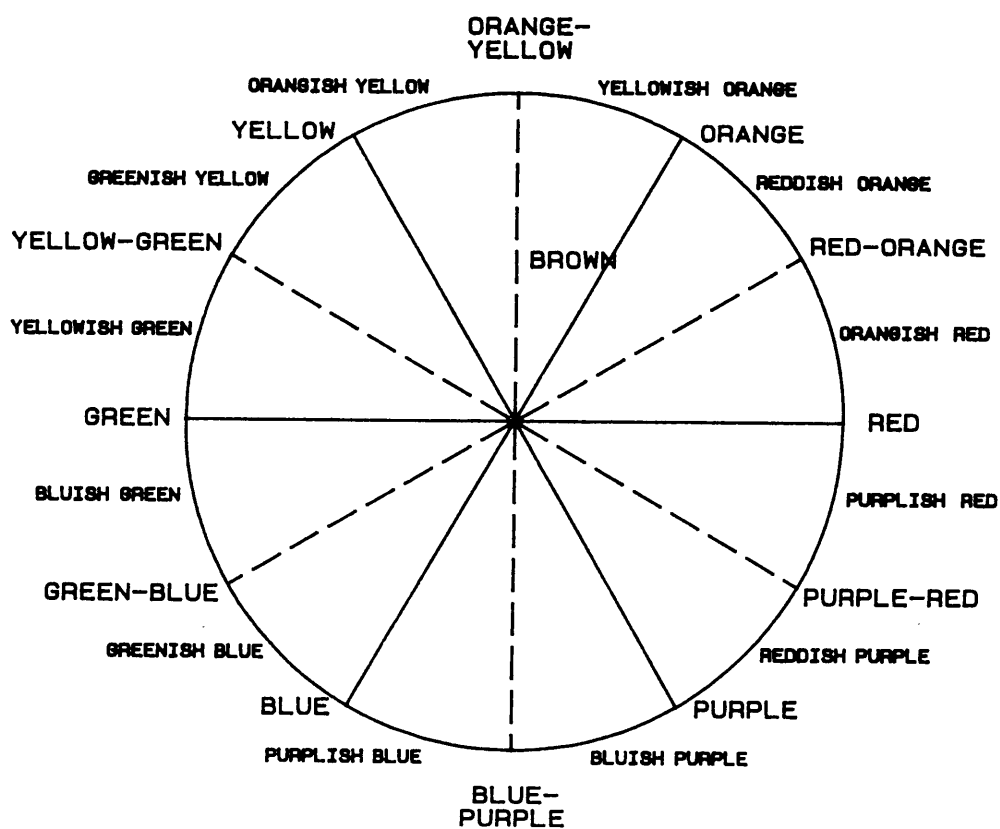 ORANGE-
YELLOW
ORANGISH YELLOW
YELLOWISH ORANGE
YELLOW
ORANGE
GREENISH YELLOW
REDDISH ORANGE
YELLOW-GREEN
RED-ORANGE
BROWN
YELLOWISH GREEN
ORANGISH RED
GREEN
RED
BLUISH GREEN
PURPLISH RED
GREEN-BLUE
PURPLE-RED
GREENISH BLUE
REDDISH PURPLE
BLUE
PURPLE
PURPLISH BLUE
BLUISH PURPLE
BLUE-
PURPLE